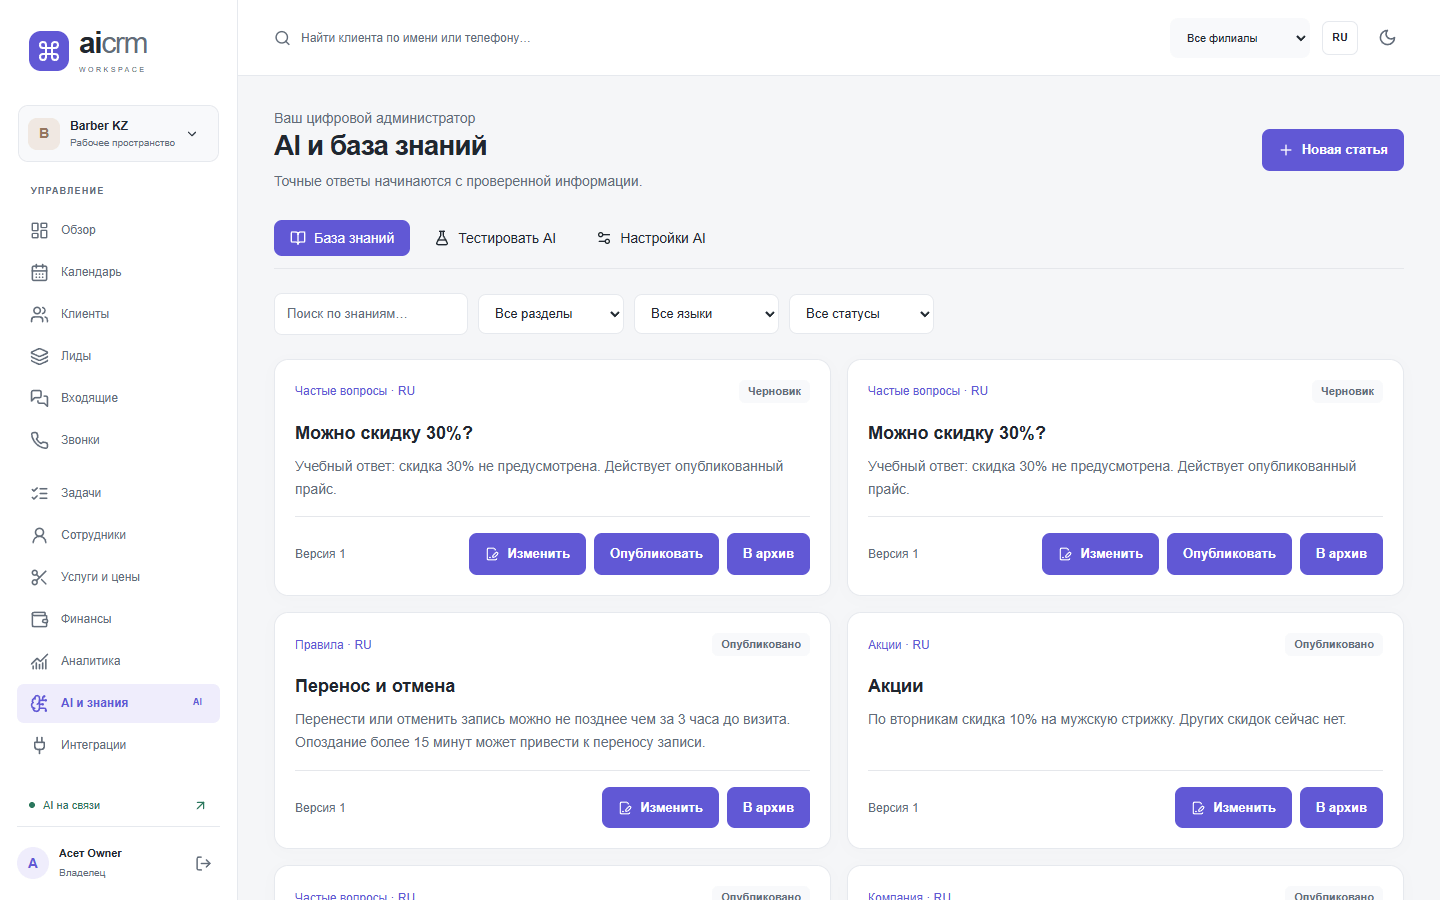 aicrm
WORKSPACE
B
Barber KZ
Рабочее пространство
УПРАВЛЕНИЕ
Обзор
Календарь
Клиенты
Лиды
Входящие
Звонки
Задачи
Сотрудники
Услуги и цены
Финансы
Аналитика
AI и знания
AI
Интеграции
AI на связи
A
Асет Owner
Владелец
Найти клиента по имени или телефону...
Все филиалы
RU
Ваш цифровой администратор
AI и база знаний
Точные ответы начинаются с проверенной информации.
Новая статья
База знаний
Тестировать AI
Настройки AI
Поиск по знаниям...
Все разделы
Все языки
Все статусы
Частые вопросы · RU
Черновик
Можно скидку 30%?
Учебный ответ: скидка 30% не предусмотрена. Действует опубликованный
прайс.
Версия 1
Изменить
Опубликовать
В архив
Частые вопросы · RU
Черновик
Можно скидку 30%?
Учебный ответ: скидка 30% не предусмотрена. Действует опубликованный
прайс.
Версия 1
Изменить
Опубликовать
В архив
Правила · RU
Опубликовано
Перенос и отмена
Перенести или отменить запись можно не позднее чем за 3 часа до визита.
Опоздание более 15 минут может привести к переносу записи.
Версия 1
Изменить
В архив
Акции · RU
Опубликовано
Акции
По вторникам скидка 10% на мужскую стрижку. Других скидок сейчас нет.
Версия 1
Изменить
В архив
Частые вопросы · RU
Опубликовано
Компания · RU
Опубликовано